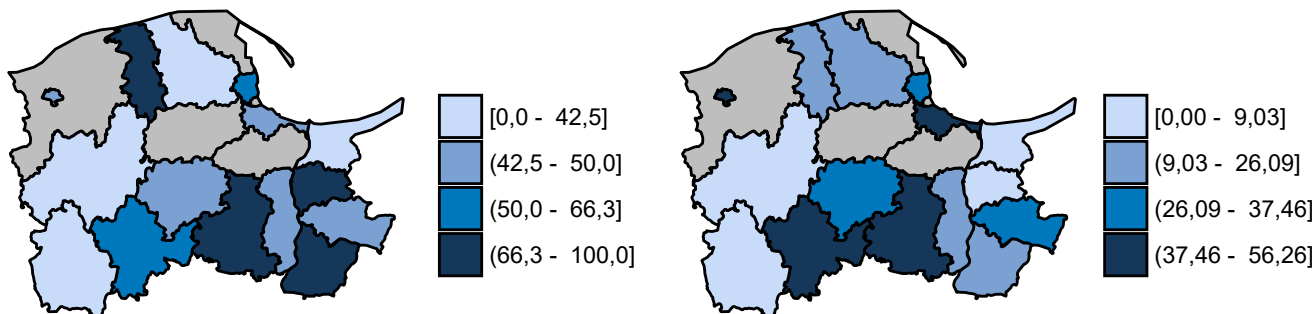 [0,0 - 42,5]
(42,5 - 50,0]
(50,0 - 66,3]
(66,3 - 100,0]
[0,00 - 9,03]
(9,03 - 26,09]
(26,09 - 37,46]
(37,46 - 56,26]